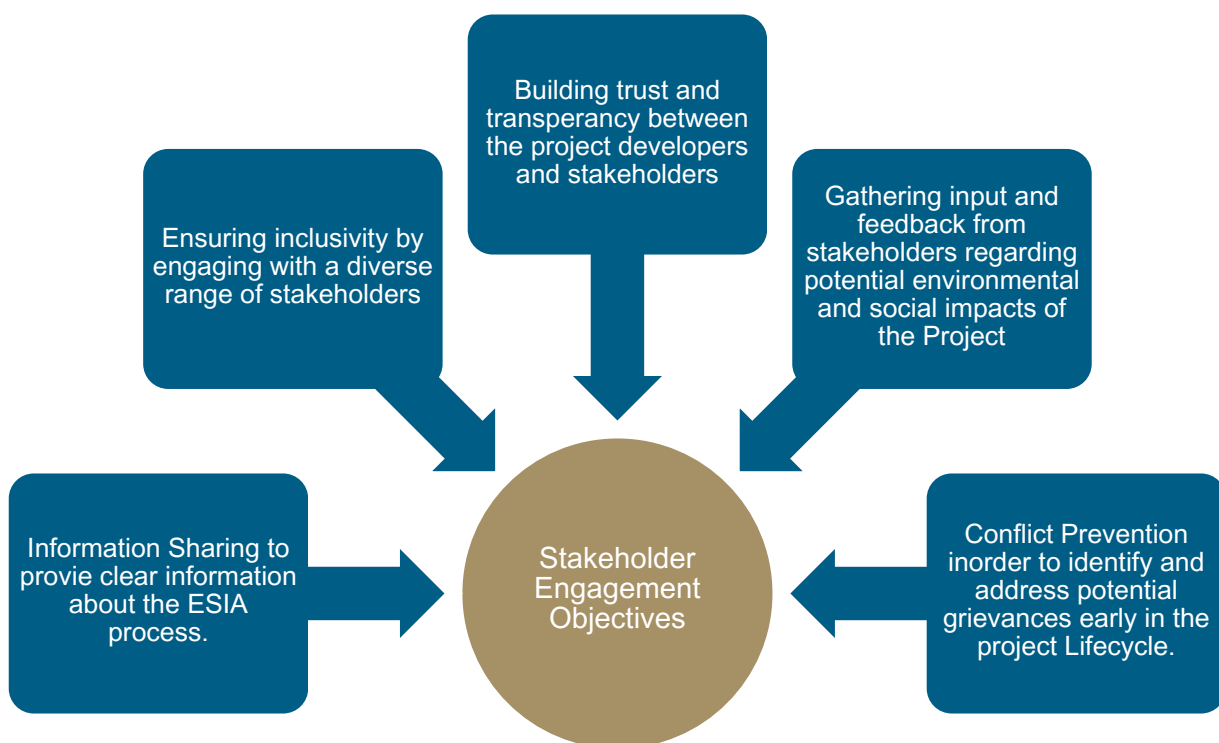 Building trust and
transperancy between
the project developers
and stakeholders
Ensuring inclusivity by
engaging with a diverse
range of stakeholders
Gathering input and
feedback from
stakeholders regarding
potential environmental
and social impacts of
the Project
Information Sharing to
provie clear information
about the ESIA
process.
Stakeholder
Engagement
Objectives
Conflict Prevention
inorder to identify and
address potential
grievances early in the
project Lifecycle.